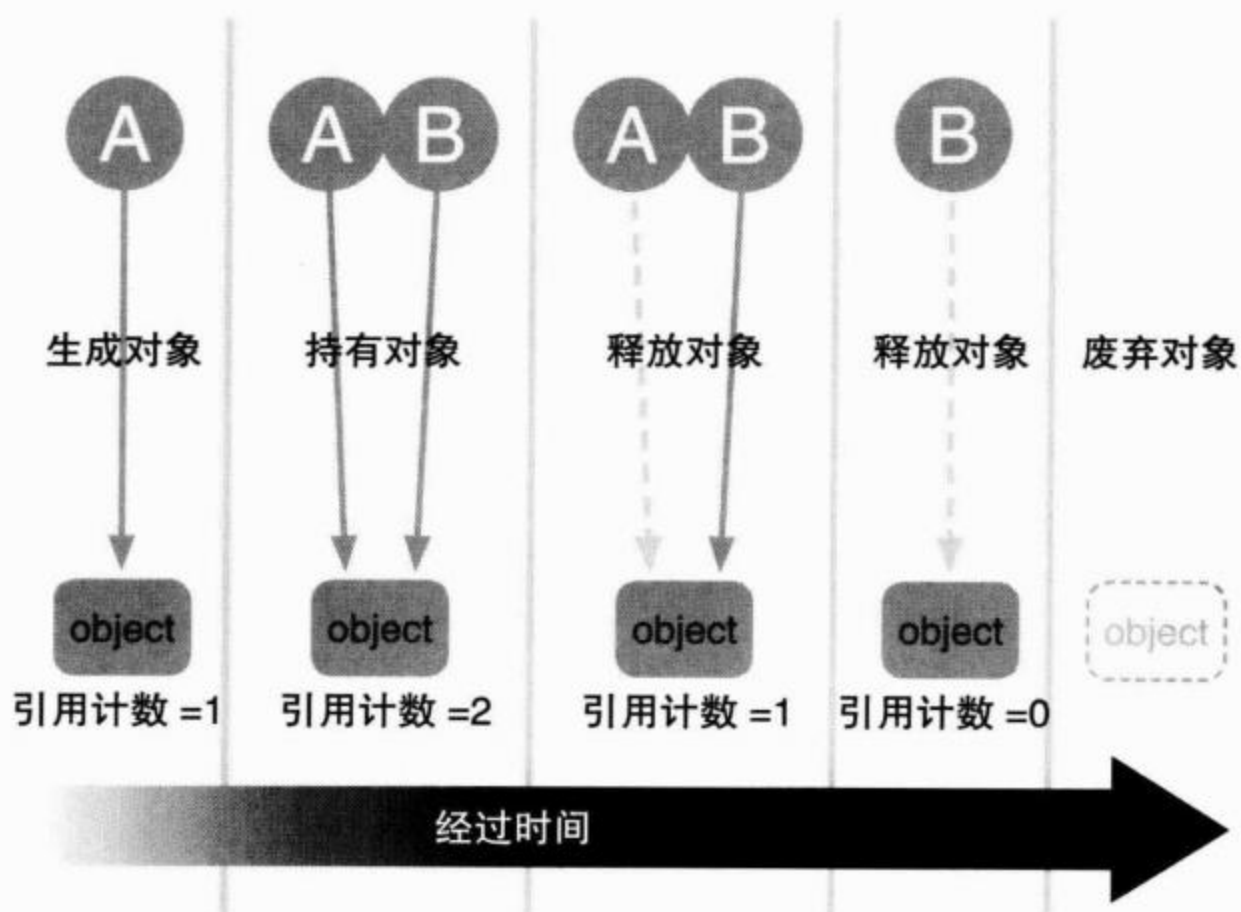 A
A B
A B
B
生成对象
持有对象
释放对象
释放对象
废弃对象
object
object
object
object
object
引用计数 =1
引用计数 =2
引用计数 =1
引用计数 =0
经过时间